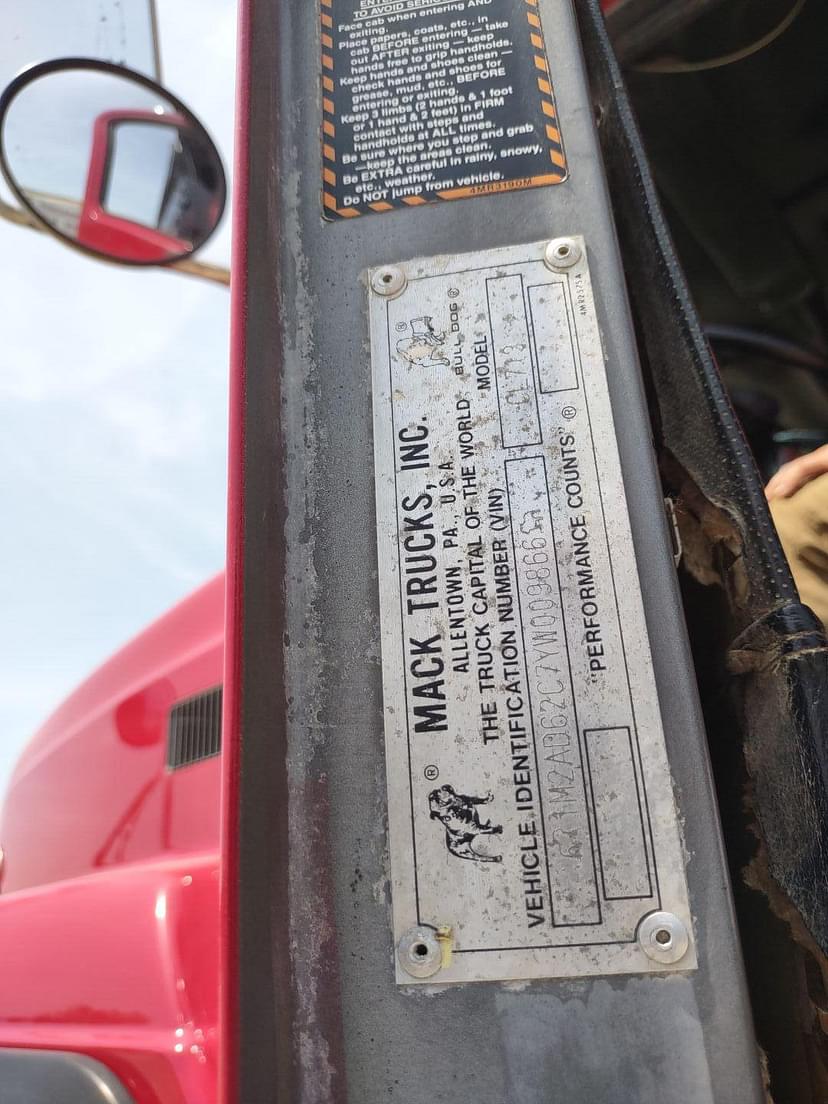 TO AVOID SERIOUS
Face cab when entering AND
exiting.
Place papers, coats, etc., in
cab BEFORE entering — take
out AFTER exiting — keep
hands free to grip handholds.
Keep hands and shoes clean —
check hands and shoes for
grease, mud, etc., BEFORE
entering or exiting.
Keep 3 limbs (2 hands & 1 foot
or 1 hand & 2 feet) in FIRM
contact with steps and
handholds at ALL times.
Be sure where you step and grab
—keep the areas clean.
Be EXTRA careful in rainy, snowy,
etc., weather.
Do NOT jump from vehicle.
4MR3190M
MACK TRUCKS, INC.
ALLENTOWN, PA., U.S.A.
THE TRUCK CAPITAL OF THE WORLD
® BULL DOG ®
®
VEHICLE IDENTIFICATION NUMBER (VIN)
MODEL
"PERFORMANCE COUNTS" ®
4MR2575A